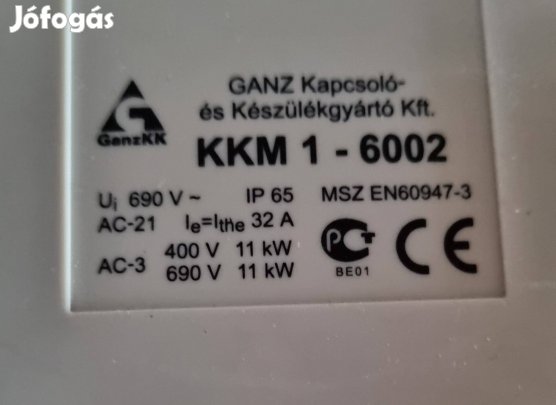 Jófogás
GANZ Kapcsoló-
és Készülékgyártó Kft.
GanzKK
KKM 1 - 6002
Ui 690 V ~ IP 65 MSZ EN60947-3
AC-21 Ie=Ithe 32 A
AC-3 400 V 11 kW
690 V 11 kW
РСТ
BE01
CE